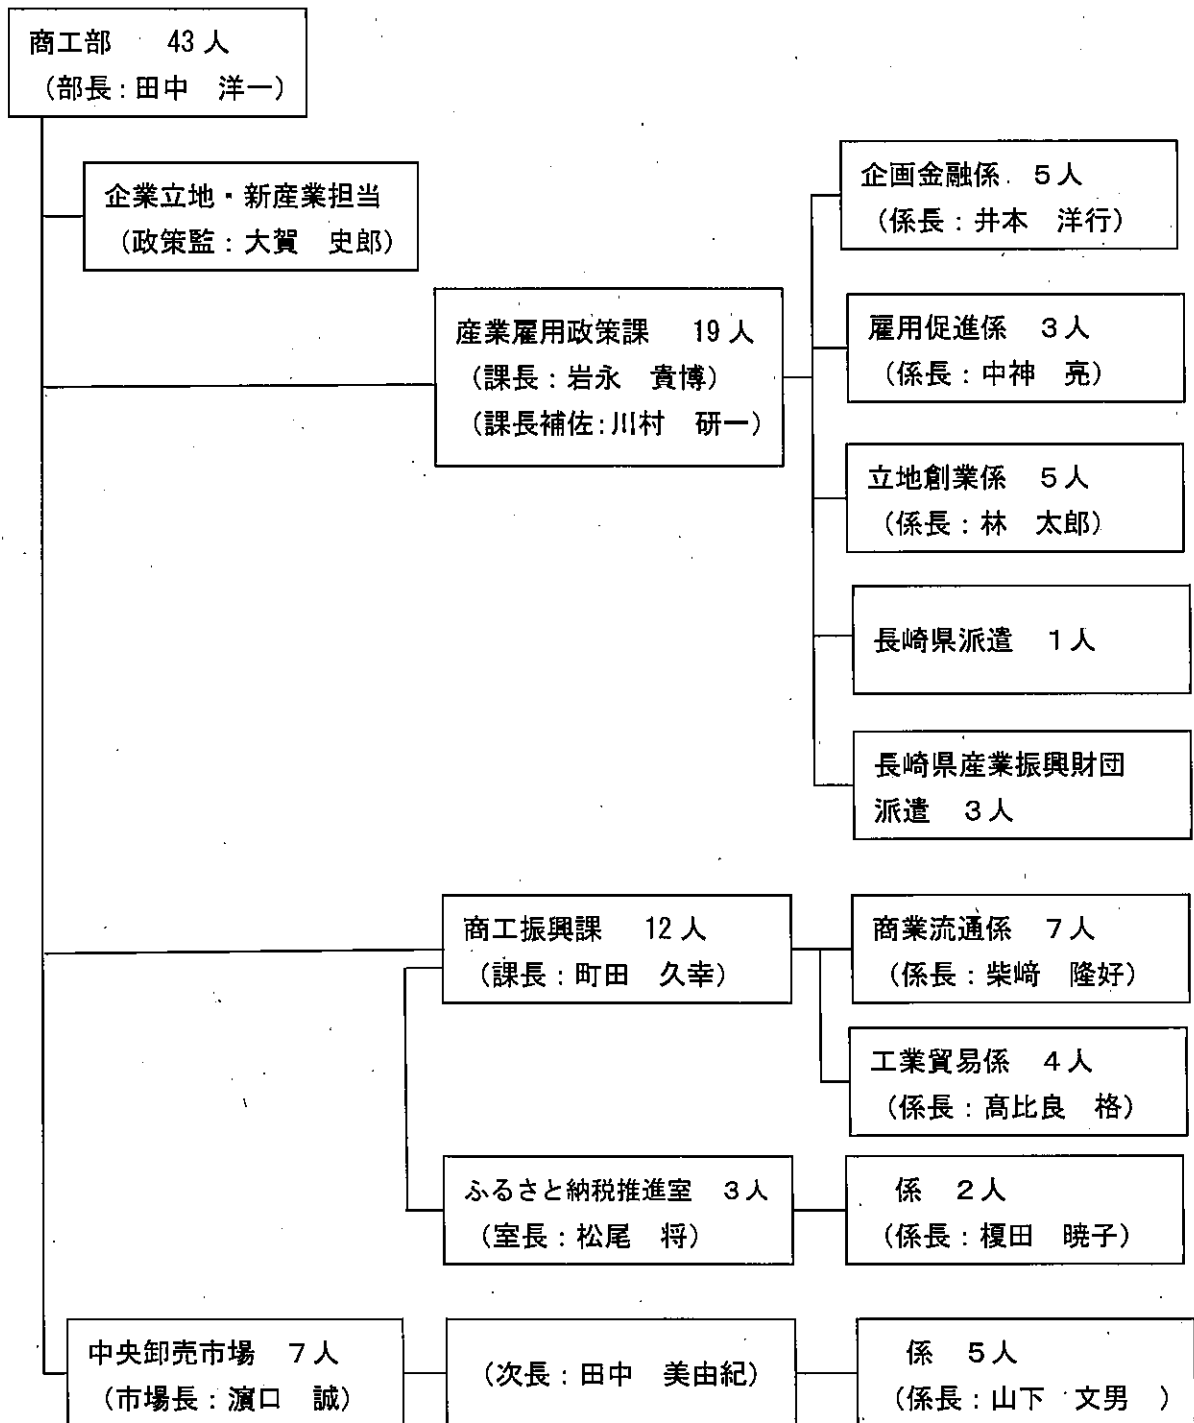 商工部　43人
（部長：田中　洋一）
企業立地・新産業担当
（政策監：大賀　史郎）
産業雇用政策課　19人
（課長：岩永　貴博）
（課長補佐：川村　研一）
企画金融係　５人
（係長：井本　洋行）
雇用促進係　３人
（係長：中神　亮）
立地創業係　５人
（係長：林　太郎）
長崎県派遣　１人
長崎県産業振興財団
派遣　３人
商工振興課　12人
（課長：町田　久幸）
商業流通係　７人
（係長：柴﨑　隆好）
工業貿易係　４人
（係長：髙比良　格）
ふるさと納税推進室　３人
（室長：松尾　将）
係　２人
（係長：榎田　暁子）
中央卸売市場　７人
（市場長：濵口　誠）
（次長：田中　美由紀）
係　５人
（係長：山下　文男　）